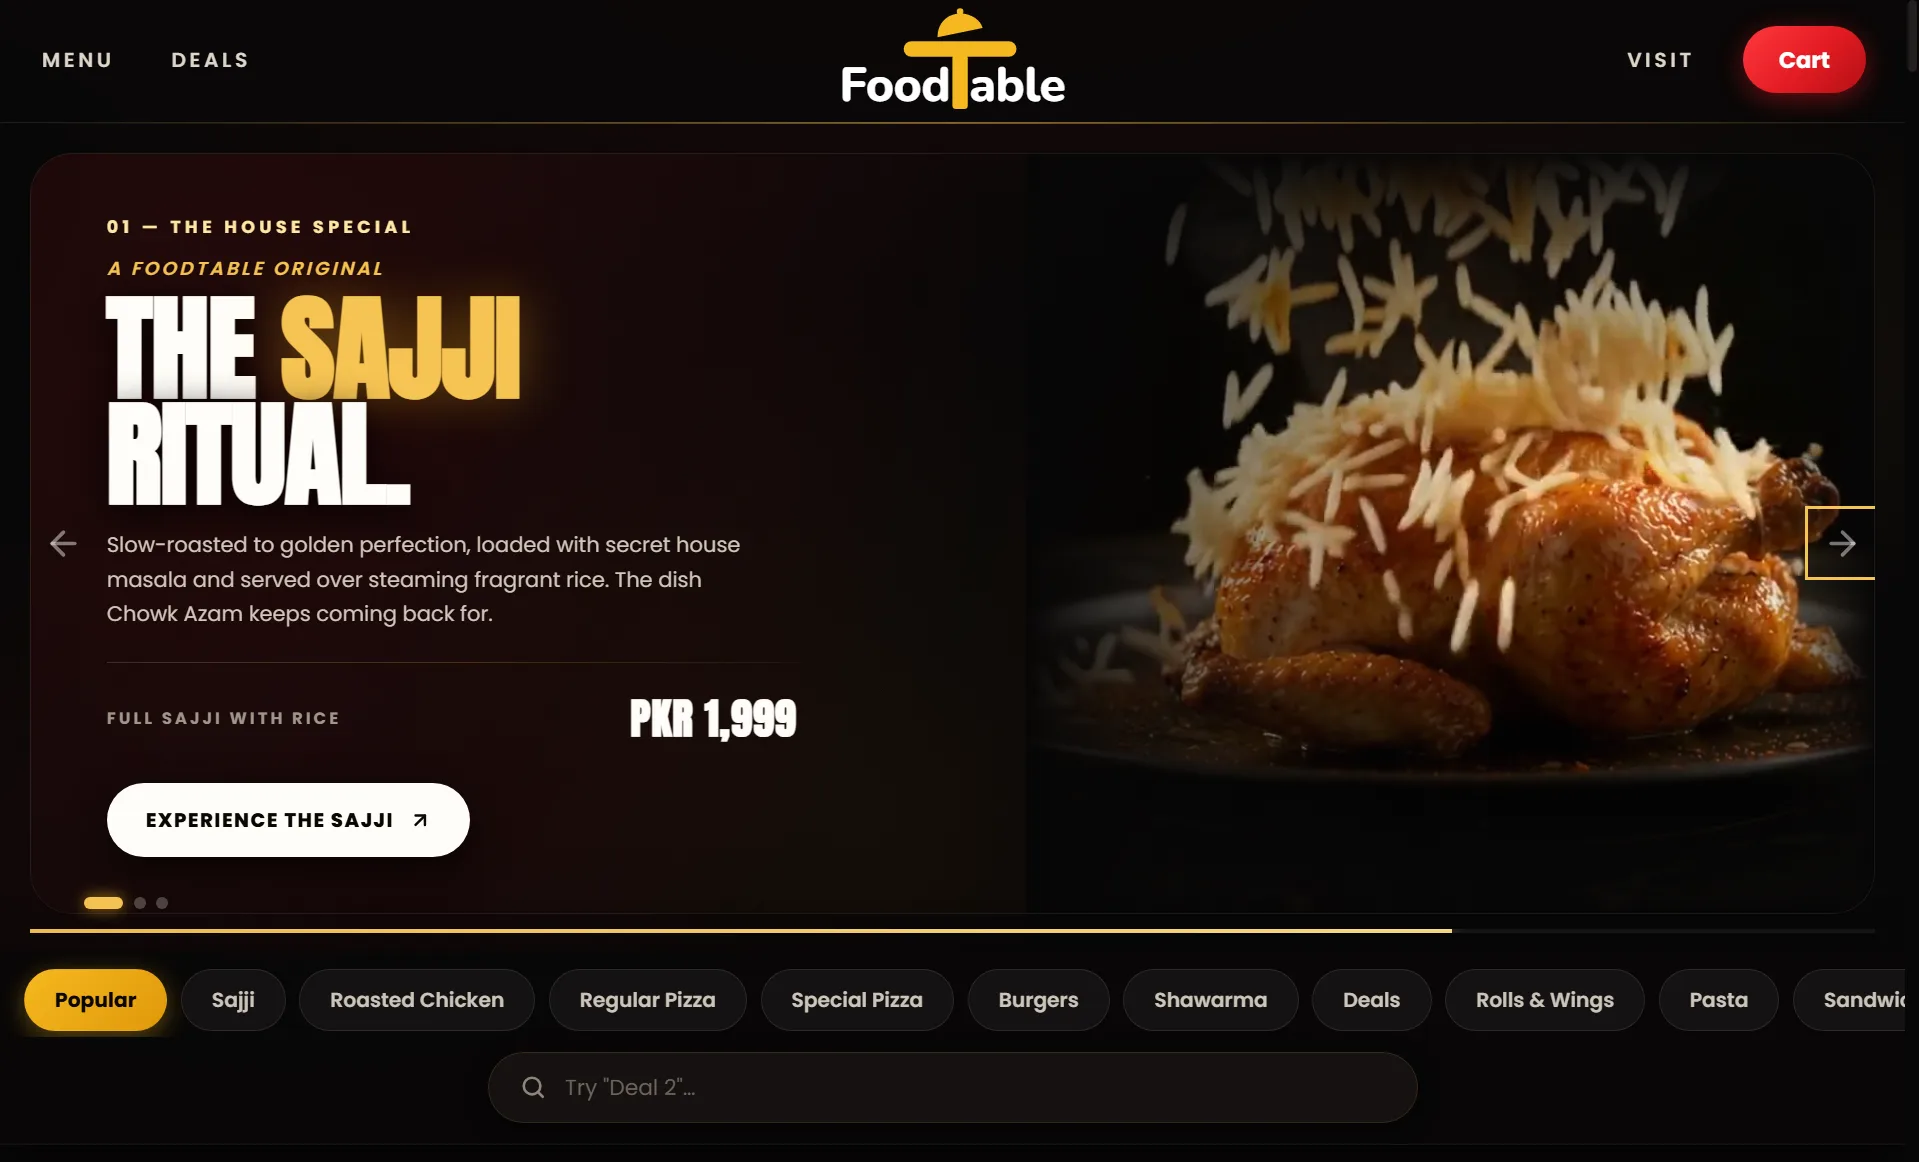 MENU
DEALS
FoodTable
VISIT
Cart
01 — THE HOUSE SPECIAL
A FOODTABLE ORIGINAL
THE SAJJI
RITUAL.
Slow-roasted to golden perfection, loaded with secret house
masala and served over steaming fragrant rice. The dish
Chowk Azam keeps coming back for.
FULL SAJJI WITH RICE
PKR 1,999
EXPERIENCE THE SAJJI
Popular
Sajji
Roasted Chicken
Regular Pizza
Special Pizza
Burgers
Shawarma
Deals
Rolls & Wings
Pasta
Try "Deal 2"...